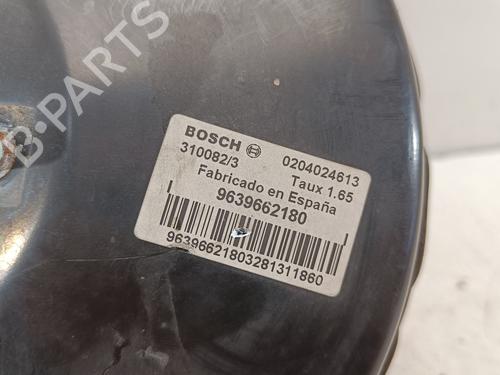 B-PARTS
BOSCH
310082/3 0204024613
Taux 1.65
Fabricado en España
9639662180
96396621803281311860